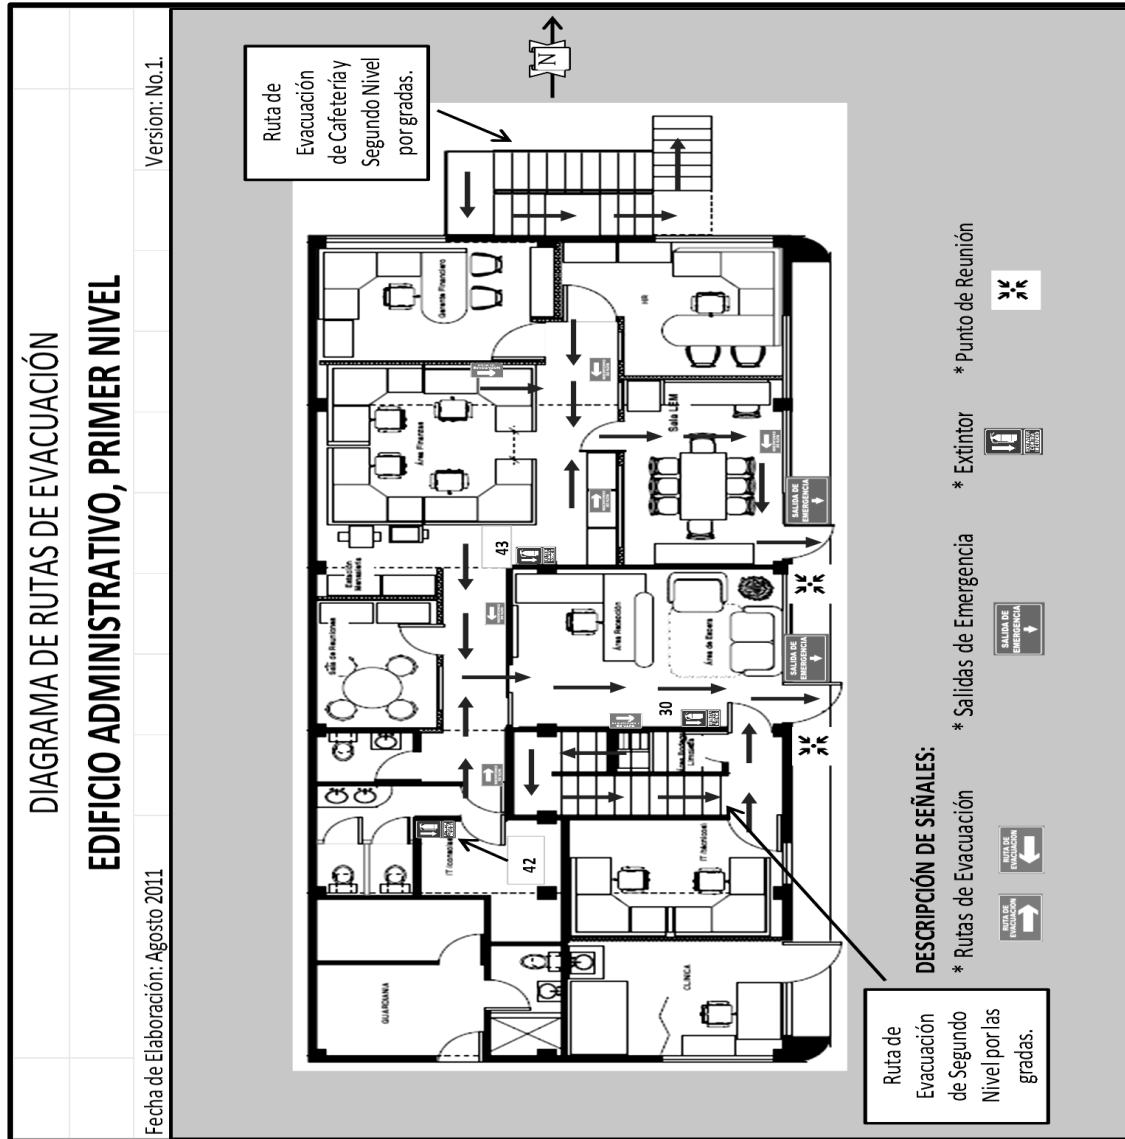 DIAGRAMA DE RUTAS DE EVACUACIÓN
EDIFICIO ADMINISTRATIVO, PRIMER NIVEL
Fecha de Elaboración: Agosto 2011
Version: No.1.
Ruta de
Evacuación
de Cafetería y
Segundo Nivel
por gradas.
N
Gerente Financiero
HR
Área Finanzas
Sala LEM
Estación
Mensajería
43
Sala de Reuniones
Área Recepción
Área de Espera
SALIDA DE
EMERGENCIA
SALIDA DE
EMERGENCIA
30
Limpieza
42
GUARDIANIA
CLINICA
Ruta de
Evacuación
de Segundo
Nivel por las
gradas.
DESCRIPCIÓN DE SEÑALES:
* Rutas de Evacuación
RUTA DE
EVACUACION
RUTA DE
EVACUACION
* Salidas de Emergencia
SALIDA DE
EMERGENCIA
* Extintor
* Punto de Reunión